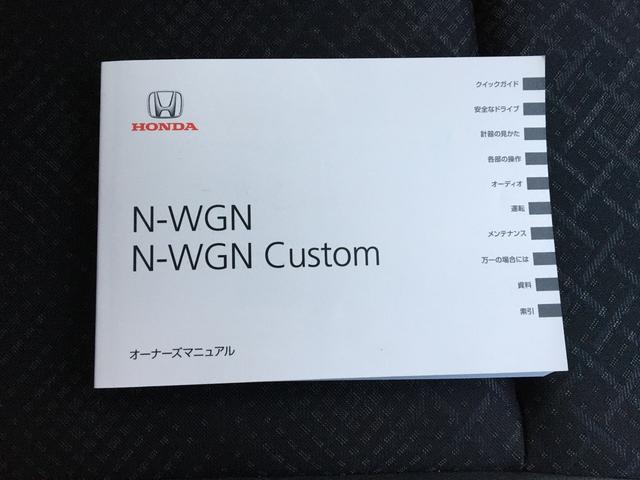 HONDA
N-WGN
N-WGN Custom
オーナーズマニュアル
クイックガイド
安全なドライブ
計器の見かた
各部の操作
オーディオ
運転
メンテナンス
万一の場合には
資料
索引